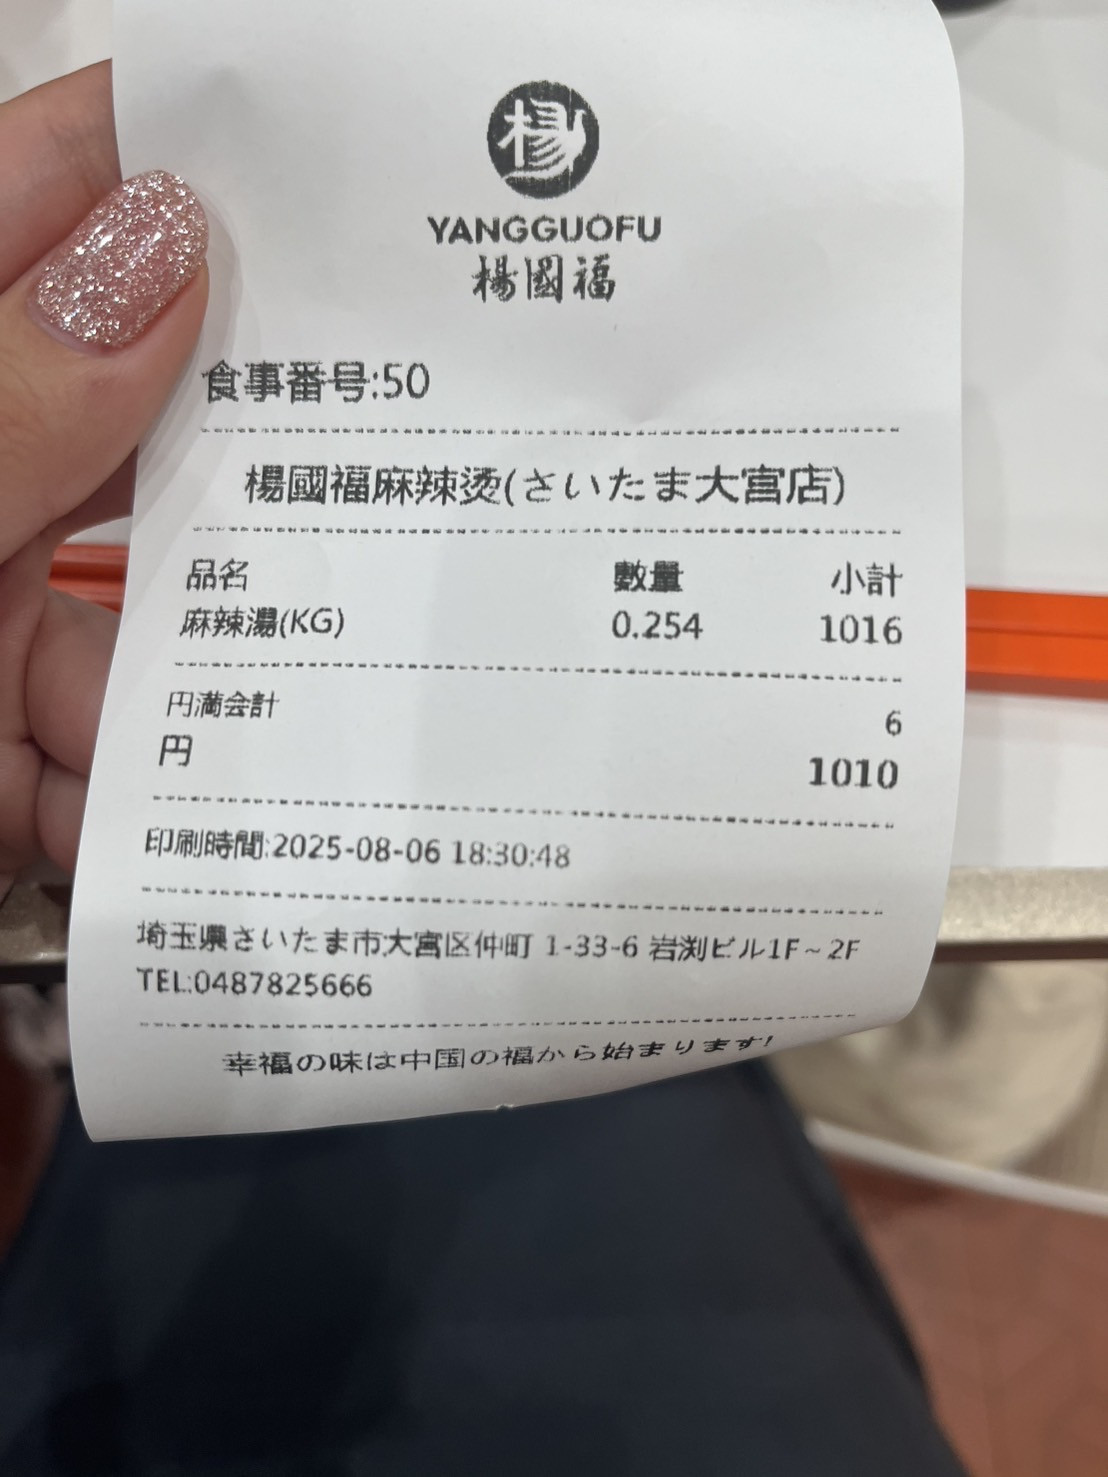 楊
YANGGUOFU
楊國福
食事番号:50
楊國福麻辣烫(さいたま大宮店)
品名 數量 小計
麻辣湯(KG) 0.254 1016
円満会計 6
円 1010
印刷時間:2025-08-06 18:30:48
埼玉県さいたま市大宮区仲町 1-33-6 岩渕ビル1F~2F
TEL:0487825666
幸福の味は中国の福から始まります!